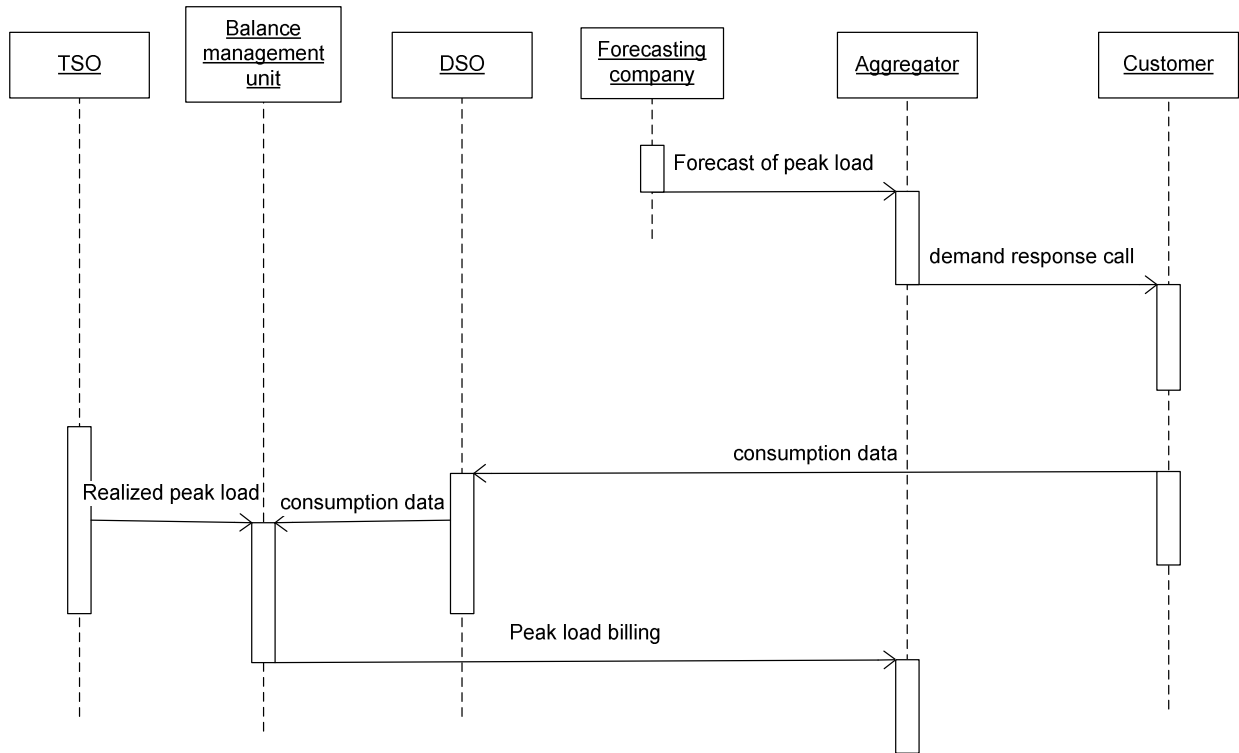 TSO
Balance
management
unit
DSO
Forecasting
company
Aggregator
Customer
Forecast of peak load
demand response call
consumption data
Realized peak load
consumption data
Peak load billing